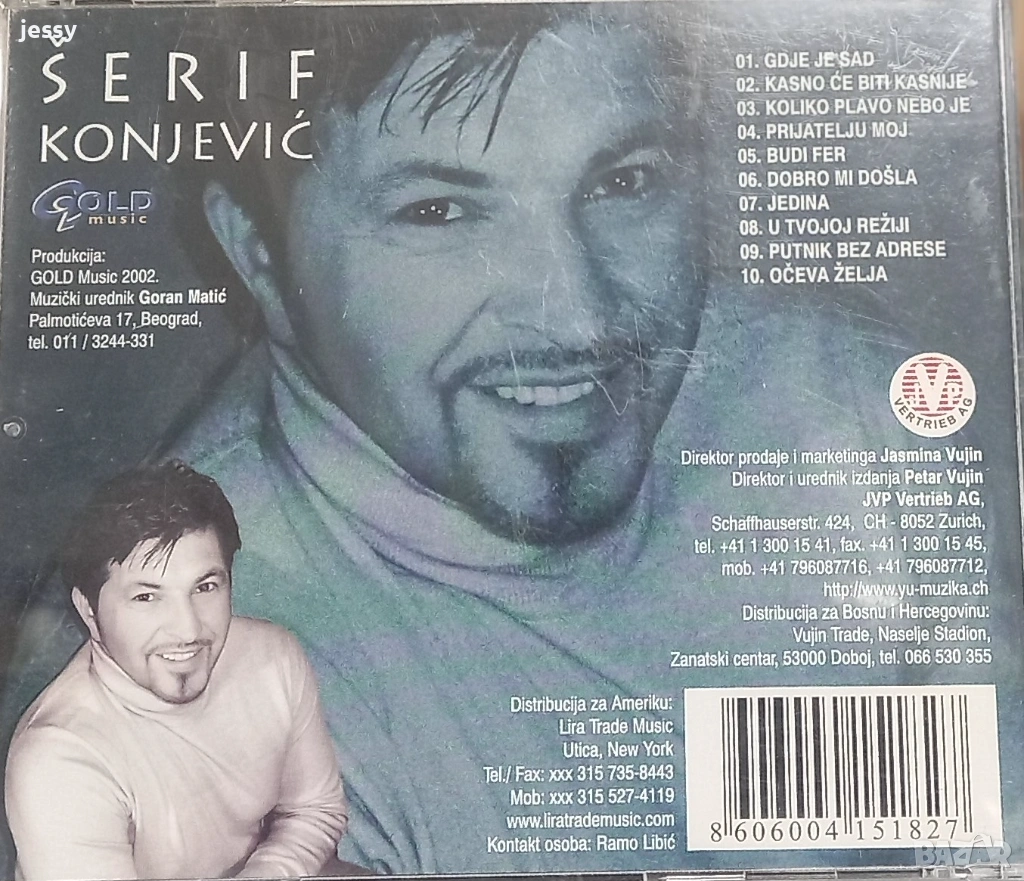 jessy
ŠERIF
KONJEVIĆ
GOLD
music
Produkcija:
GOLD Music 2002.
Muzički urednik Goran Matić
Palmotićeva 17, Beograd,
tel. 011 / 3244-331
01. GDJE JE SAD
02. KASNO ĆE BITI KASNIJE
03. KOLIKO PLAVO NEBO JE
04. PRIJATELJU MOJ
05. BUDI FER
06. DOBRO MI DOŠLA
07. JEDINA
08. U TVOJOJ REŽIJI
09. PUTNIK BEZ ADRESE
10. OČEVA ŽELJA
JVP
VERTRIEB AG
Direktor prodaje i marketinga Jasmina Vujin
Direktor i urednik izdanja Petar Vujin
JVP Vertrieb AG,
Schaffhauserstr. 424, CH - 8052 Zurich,
tel. +41 1 300 15 41, fax. +41 1 300 15 45,
mob. +41 796087716, +41 796087712,
http://www.yu-muzika.ch
Distribucija za Bosnu i Hercegovinu:
Vujin Trade, Naselje Stadion,
Zanatski centar, 53000 Doboj, tel. 066 530 355
Distribucija za Ameriku:
Lira Trade Music
Utica, New York
Tel./ Fax: xxx 315 735-8443
Mob: xxx 315 527-4119
www.liratrademusic.com
Kontakt osoba: Ramo Libić
8 606004 151827
BAZAR